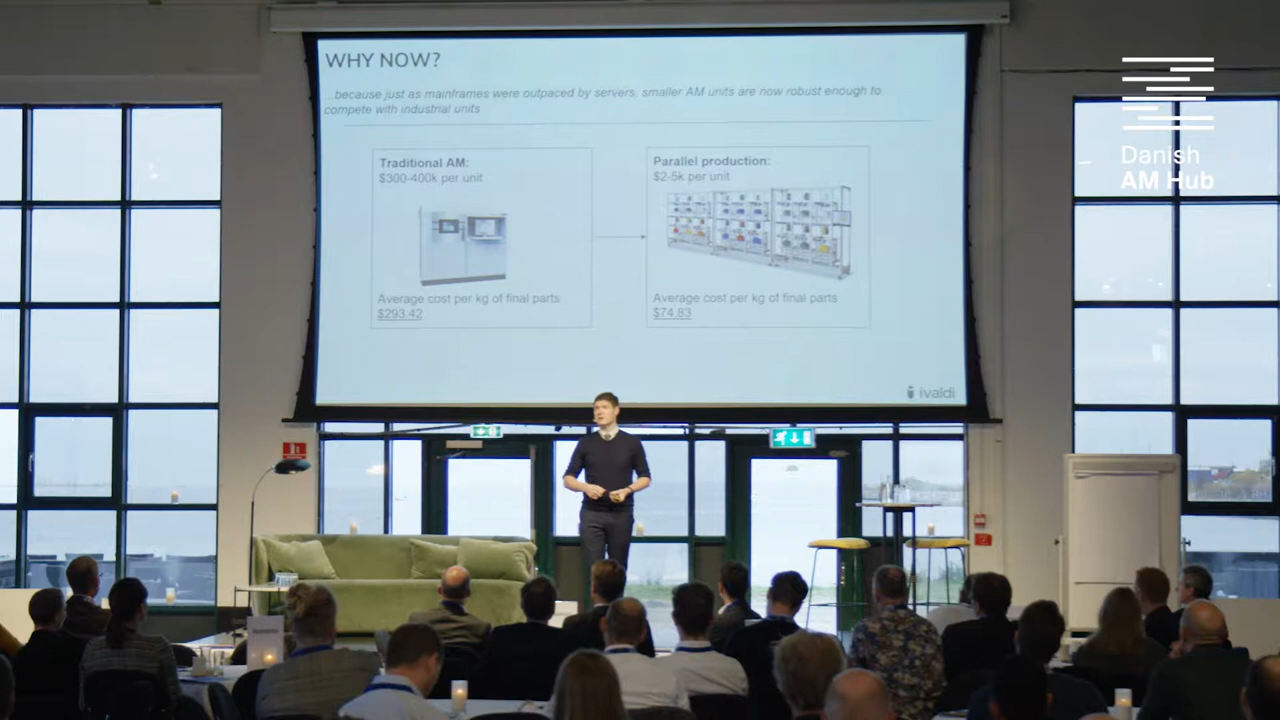 WHY NOW?
...because just as mainframes were outpaced by servers, smaller AM units are now robust enough to
compete with industrial units
Traditional AM:
$300-400k per unit
Average cost per kg of final parts
$293.42
Parallel production:
$2-5k per unit
Average cost per kg of final parts
$74.83
ivaldi
Danish
AM Hub